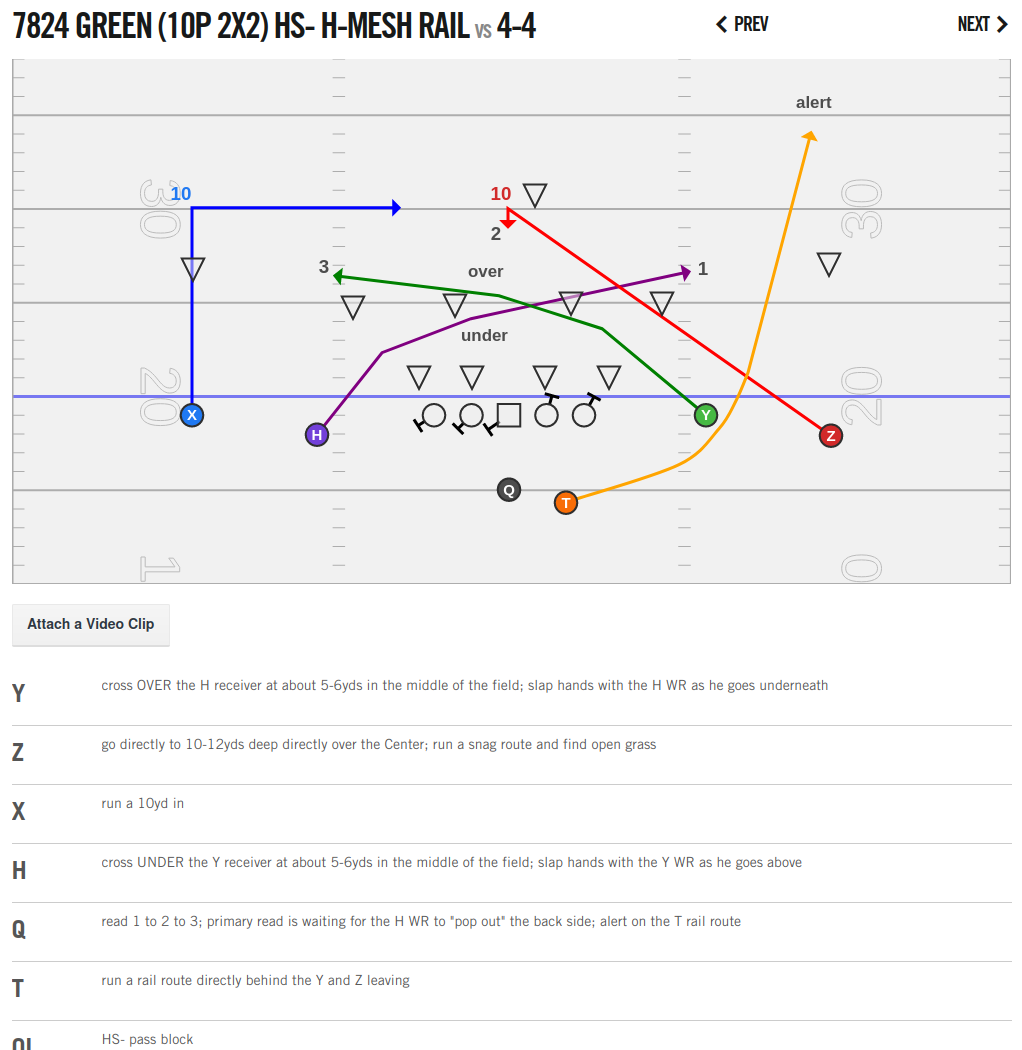 7824 GREEN (10P 2X2) HS- H-MESH RAIL VS 4-4
PREV
NEXT
alert
30
10
10
30
2
3
over
1
under
20
20
X
H
Y
Z
Q
T
1
0
Attach a Video Clip
Y cross OVER the H receiver at about 5-6yds in the middle of the field; slap hands with the H WR as he goes underneath
Z go directly to 10-12yds deep directly over the Center; run a snag route and find open grass
X run a 10yd in
H cross UNDER the Y receiver at about 5-6yds in the middle of the field; slap hands with the Y WR as he goes above
Q read 1 to 2 to 3; primary read is waiting for the H WR to "pop out" the back side; alert on the T rail route
T run a rail route directly behind the Y and Z leaving
OL HS- pass block